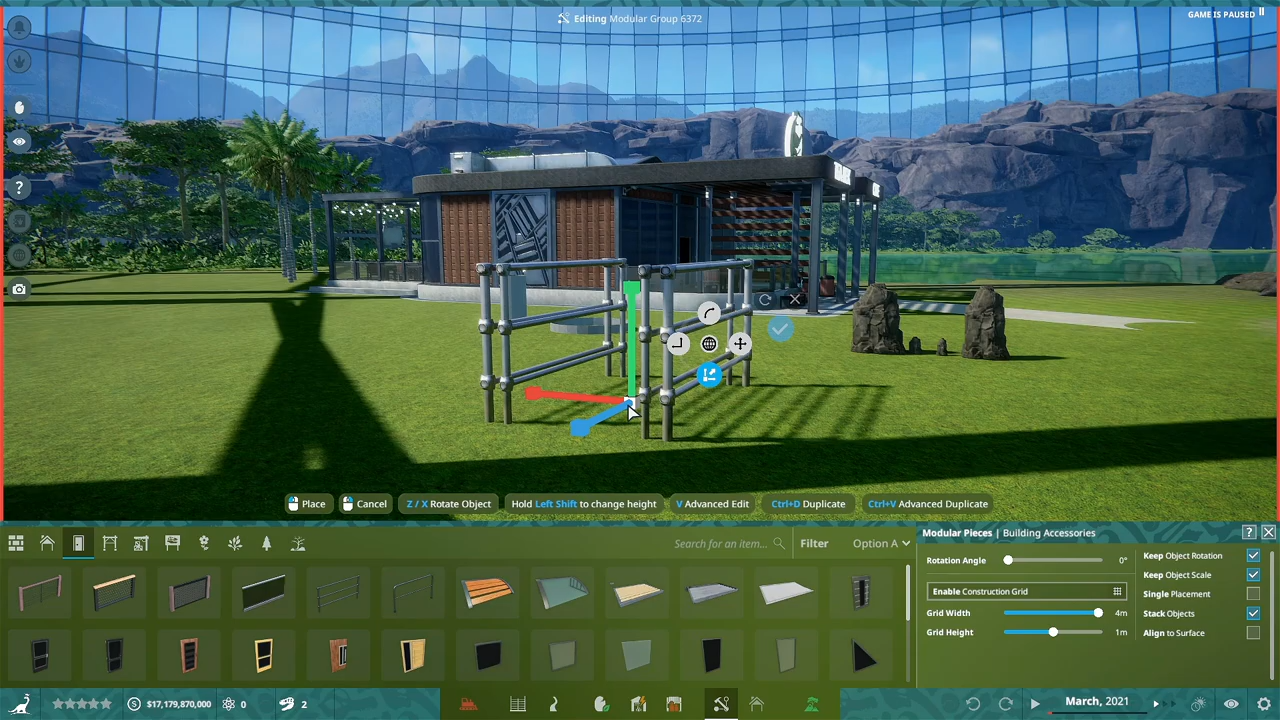 Editing Modular Group 6372
GAME IS PAUSED
?
Place
Cancel
Z / X Rotate Object
Hold Left Shift to change height
V Advanced Edit
Ctrl+D Duplicate
Ctrl+V Advanced Duplicate
Search for an item...
Filter
Option A
Modular Pieces | Building Accessories
?
Rotation Angle
0°
Enable Construction Grid
Grid Width
4m
Grid Height
1m
Keep Object Rotation
Keep Object Scale
Single Placement
Stack Objects
Align to Surface
$17,179,870,000
0
2
March, 2021